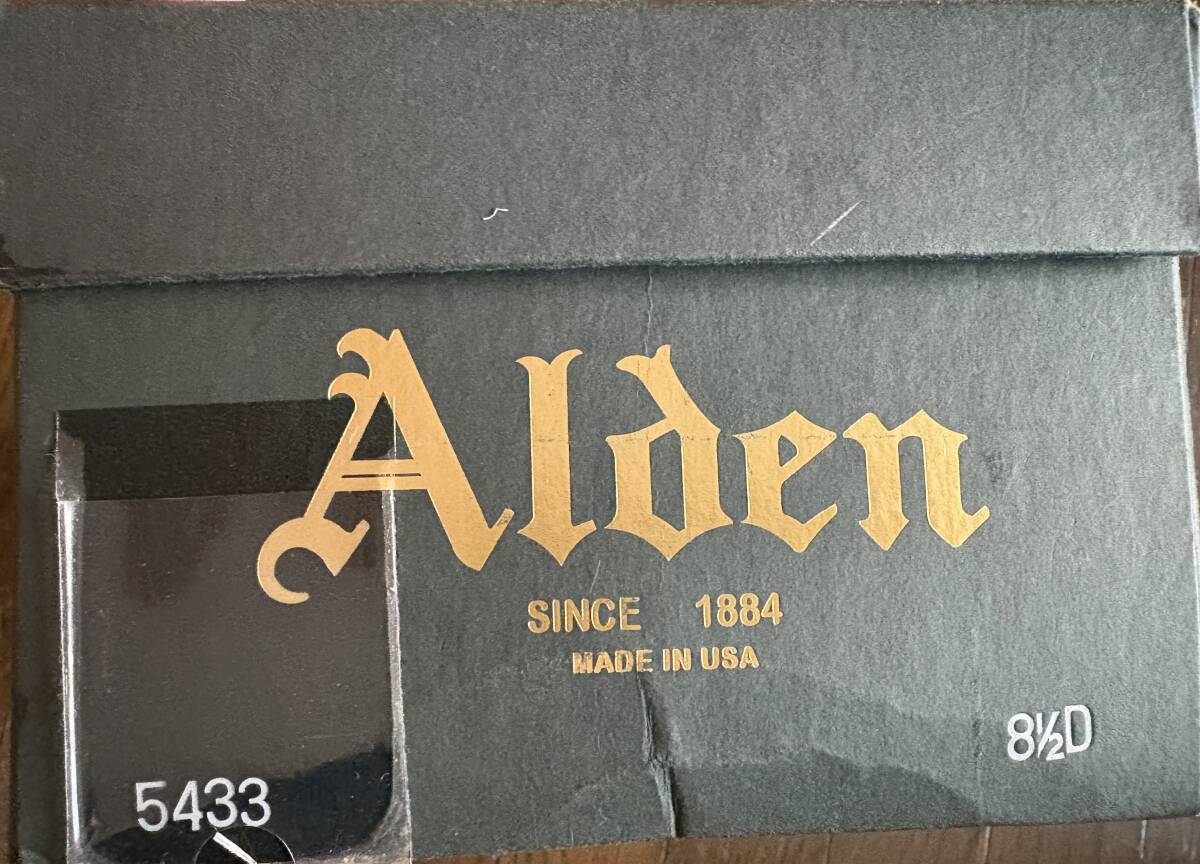 Alden
SINCE 1884
MADE IN USA
8½D
5433